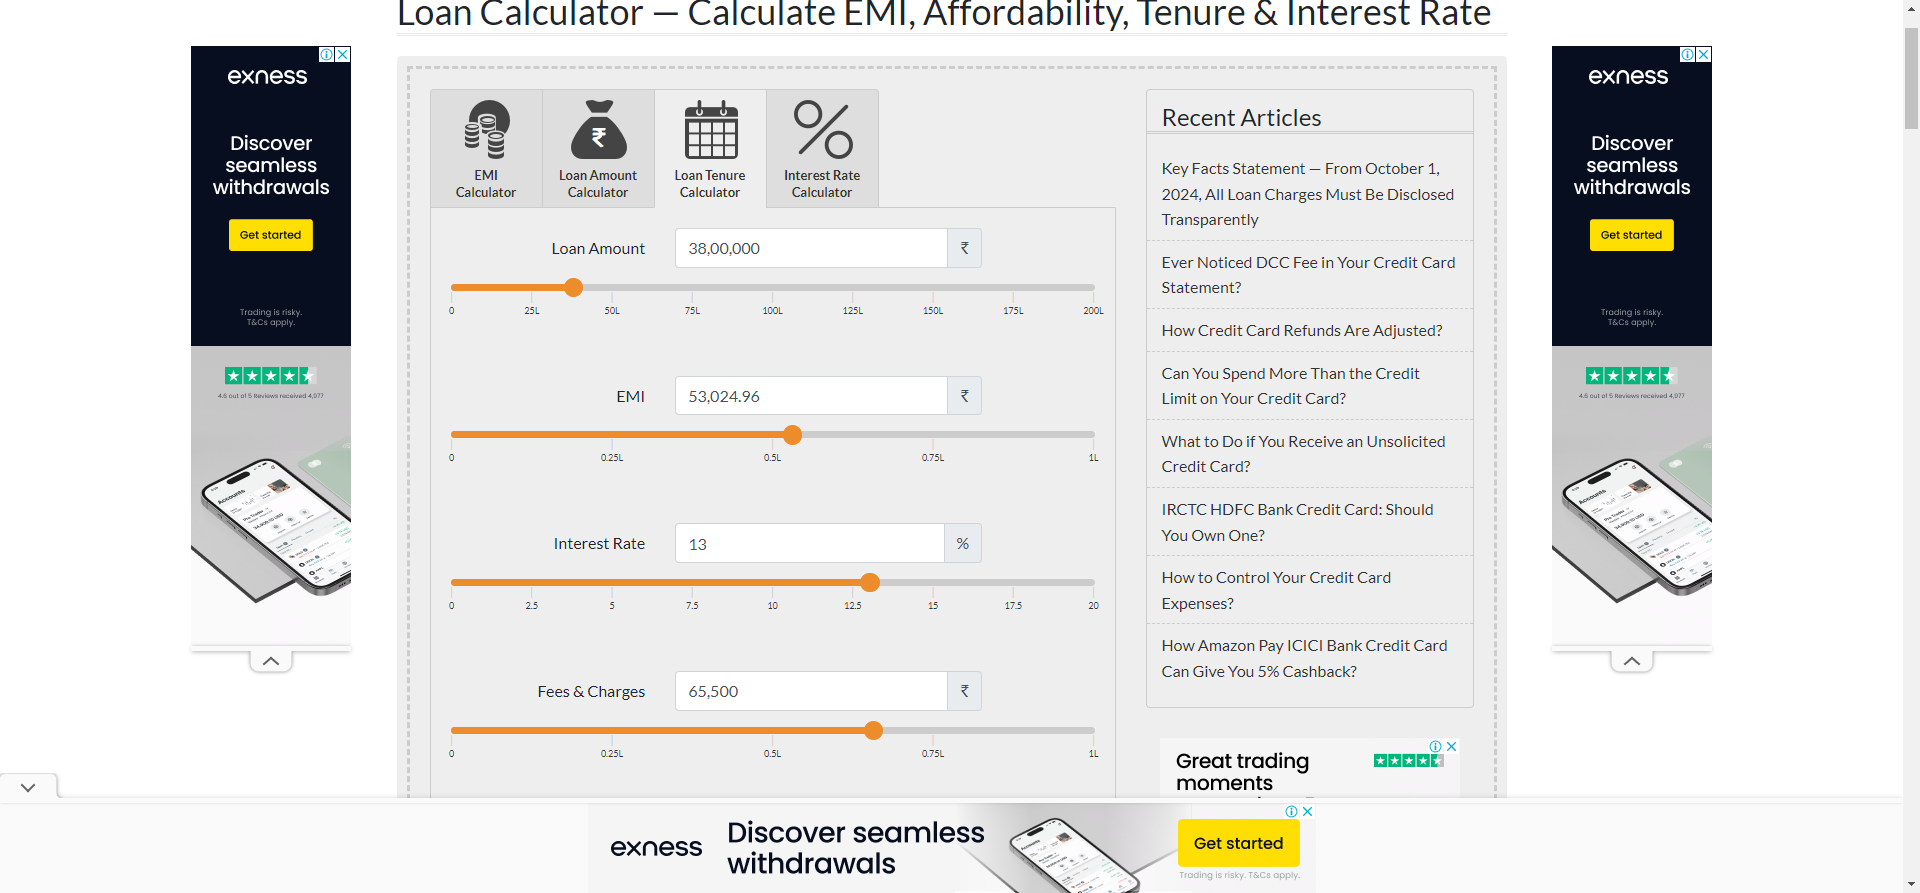 Loan Calculator — Calculate EMI, Affordability, Tenure & Interest Rate
exness
Discover
seamless
withdrawals
Get started
Trading is risky.
T&Cs apply.
4.6 out of 5 Reviews received 4,977
EMI
Calculator
Loan Amount
Calculator
Loan Tenure
Calculator
Interest Rate
Calculator
Loan Amount
38,00,000
₹
0 25L 50L 75L 100L 125L 150L 175L 200L
EMI
53,024.96
₹
0 0.25L 0.5L 0.75L 1L
Interest Rate
13
%
0 2.5 5 7.5 10 12.5 15 17.5 20
Fees & Charges
65,500
₹
0 0.25L 0.5L 0.75L 1L
Recent Articles
Key Facts Statement — From October 1,
2024, All Loan Charges Must Be Disclosed
Transparently
Ever Noticed DCC Fee in Your Credit Card
Statement?
How Credit Card Refunds Are Adjusted?
Can You Spend More Than the Credit
Limit on Your Credit Card?
What to Do if You Receive an Unsolicited
Credit Card?
IRCTC HDFC Bank Credit Card: Should
You Own One?
How to Control Your Credit Card
Expenses?
How Amazon Pay ICICI Bank Credit Card
Can Give You 5% Cashback?
Great trading
moments
exness
Discover
seamless
withdrawals
Get started
Trading is risky.
T&Cs apply.
4.6 out of 5 Reviews received 4,977
exness
Discover seamless
withdrawals
Get started
Trading is risky. T&Cs apply.